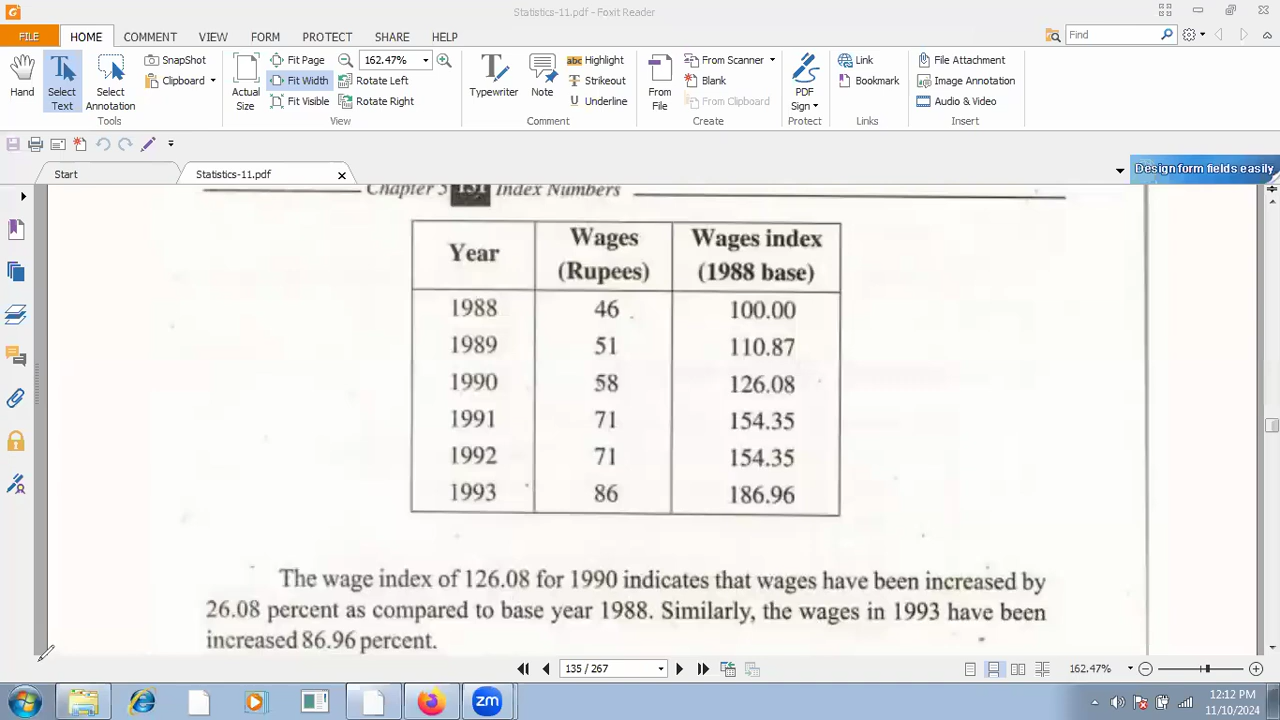 Statistics-11.pdf - Foxit Reader
FILE HOME COMMENT VIEW FORM PROTECT SHARE HELP
Find
Hand
Select Text
Select Annotation
SnapShot
Clipboard
Tools
Actual Size
Fit Page
Fit Width
Fit Visible
162.47%
Rotate Left
Rotate Right
View
Typewriter
Note
Highlight
Strikeout
Underline
Comment
From File
From Scanner
Blank
From Clipboard
Create
PDF Sign
Protect
Link
Bookmark
Links
File Attachment
Image Annotation
Audio & Video
Insert
Start
Statistics-11.pdf
Design form fields easily
Chapter 5 131 Index Numbers
Year Wages (Rupees) Wages index (1988 base)
1988 46 100.00
1989 51 110.87
1990 58 126.08
1991 71 154.35
1992 71 154.35
1993 86 186.96
The wage index of 126.08 for 1990 indicates that wages have been increased by
26.08 percent as compared to base year 1988. Similarly, the wages in 1993 have been
increased 86.96 percent.
135 / 267
162.47%
zm
12:12 PM
11/10/2024